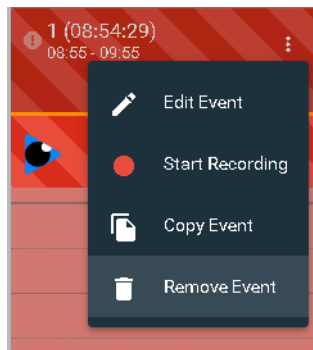 1 (08:54:29)
08:55 - 09:55
Edit Event
Start Recording
Copy Event
Remove Event